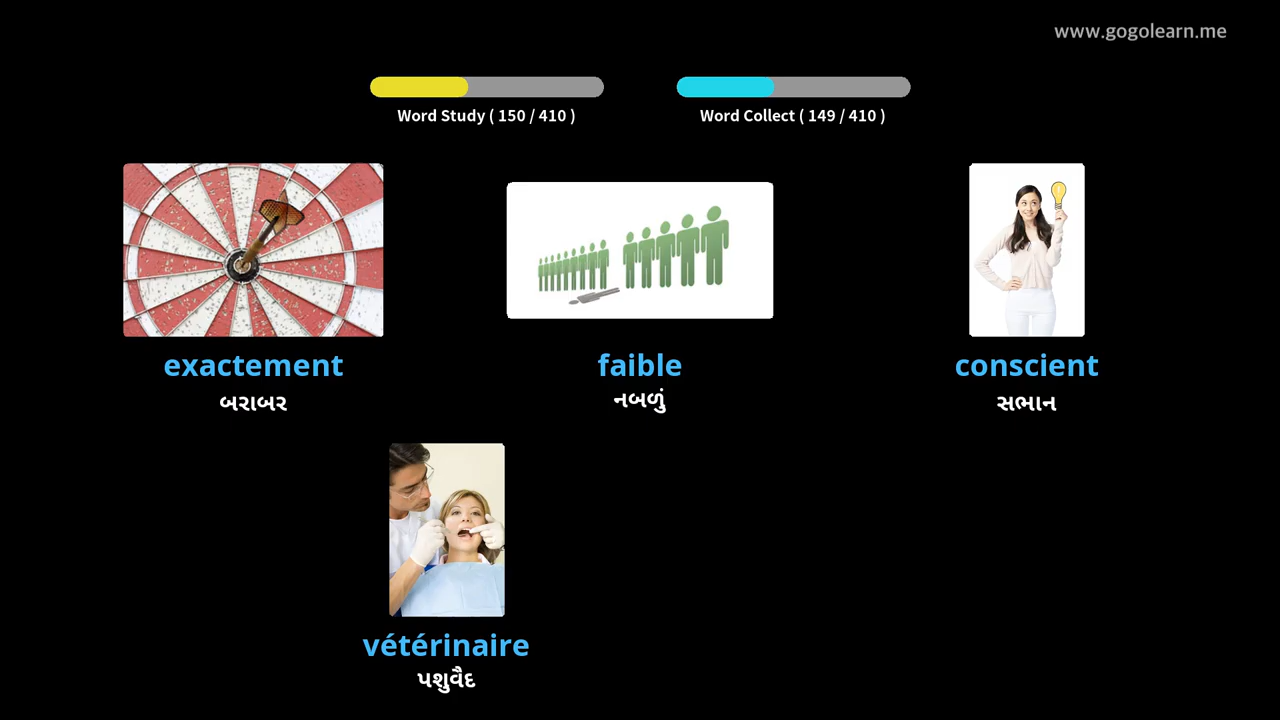 www.gogolearn.me
Word Study ( 150 / 410 )
Word Collect ( 149 / 410 )
exactement
બરાબર
faible
નબળું
conscient
સભાન
vétérinaire
પશુવૈદ